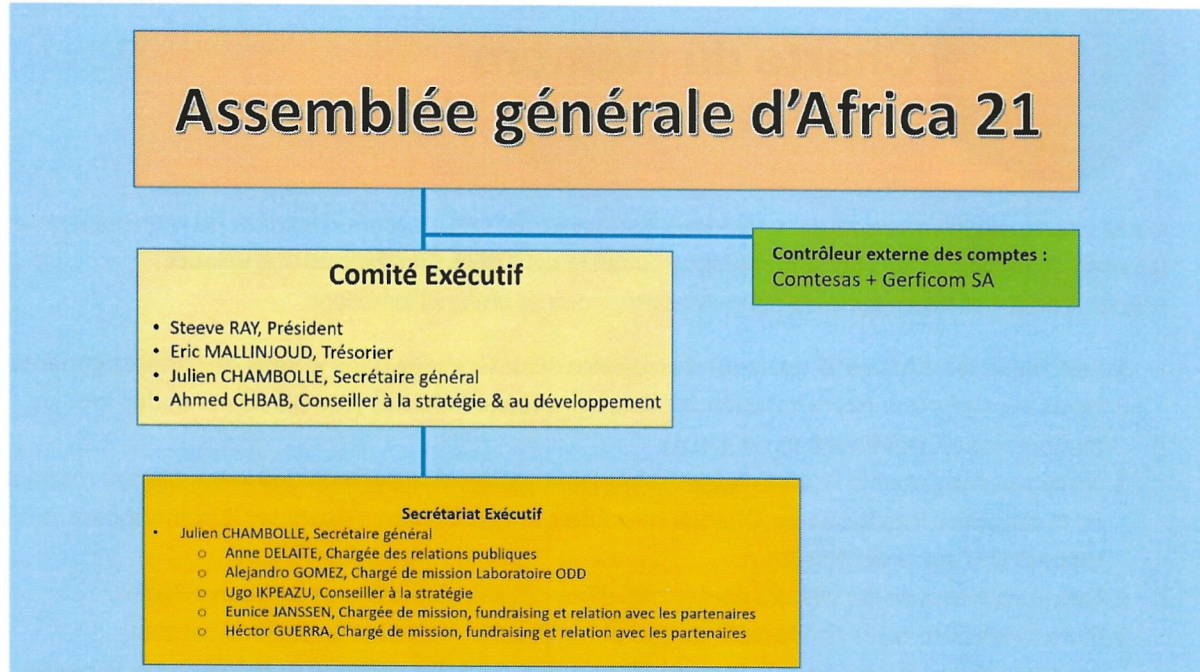 Assemblée générale d'Africa 21
Contrôleur externe des comptes :
Comtesas + Gerficom SA
Comité Exécutif
• Steeve RAY, Président
• Eric MALLINJOUD, Trésorier
• Julien CHAMBOLLE, Secrétaire général
• Ahmed CHBAB, Conseiller à la stratégie & au développement
Secrétariat Exécutif
• Julien CHAMBOLLE, Secrétaire général
o Anne DELAITE, Chargée des relations publiques
o Alejandro GOMEZ, Chargé de mission Laboratoire ODD
o Ugo IKPEAZU, Conseiller à la stratégie
o Eunice JANSSEN, Chargée de mission, fundraising et relation avec les partenaires
o Héctor GUERRA, Chargé de mission, fundraising et relation avec les partenaires